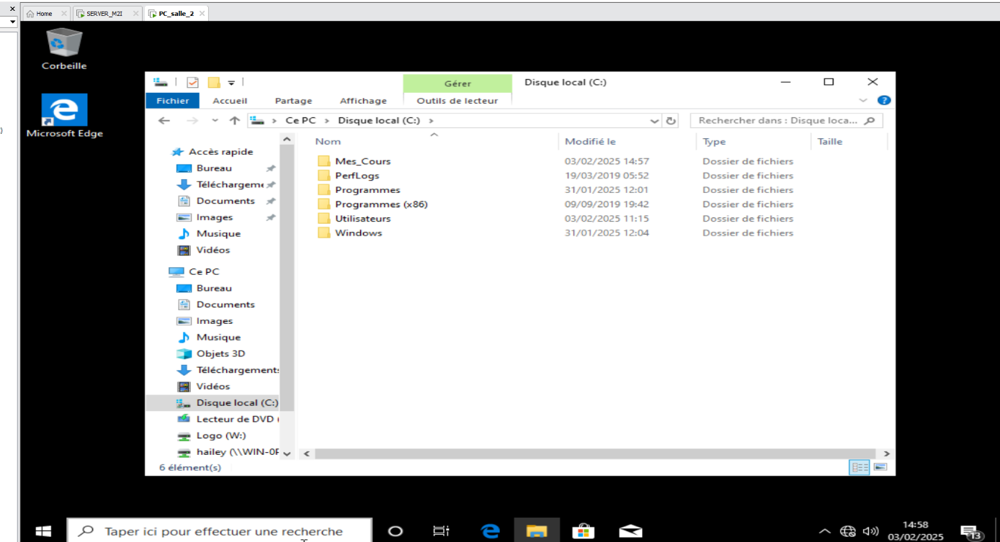 Home
SERVER_M2I
PC_salle_2
Corbeille
Microsoft Edge
Gérer
Disque local (C:)
Fichier
Accueil
Partage
Affichage
Outils de lecteur
Ce PC > Disque local (C:) >
Rechercher dans : Disque loca...
Nom
Modifié le
Type
Taille
Mes_Cours 03/02/2025 14:57 Dossier de fichiers
PerfLogs 19/03/2019 05:52 Dossier de fichiers
Programmes 31/01/2025 12:01 Dossier de fichiers
Programmes (x86) 09/09/2019 19:42 Dossier de fichiers
Utilisateurs 03/02/2025 11:15 Dossier de fichiers
Windows 31/01/2025 12:04 Dossier de fichiers
Accès rapide
Bureau
Téléchargeme
Documents
Images
Musique
Vidéos
Ce PC
Bureau
Documents
Images
Musique
Objets 3D
Téléchargements
Vidéos
Disque local (C:)
Lecteur de DVD (
Logo (W:)
hailey (\\WIN-0F
6 élément(s)
Taper ici pour effectuer une recherche
14:58
03/02/2025
13